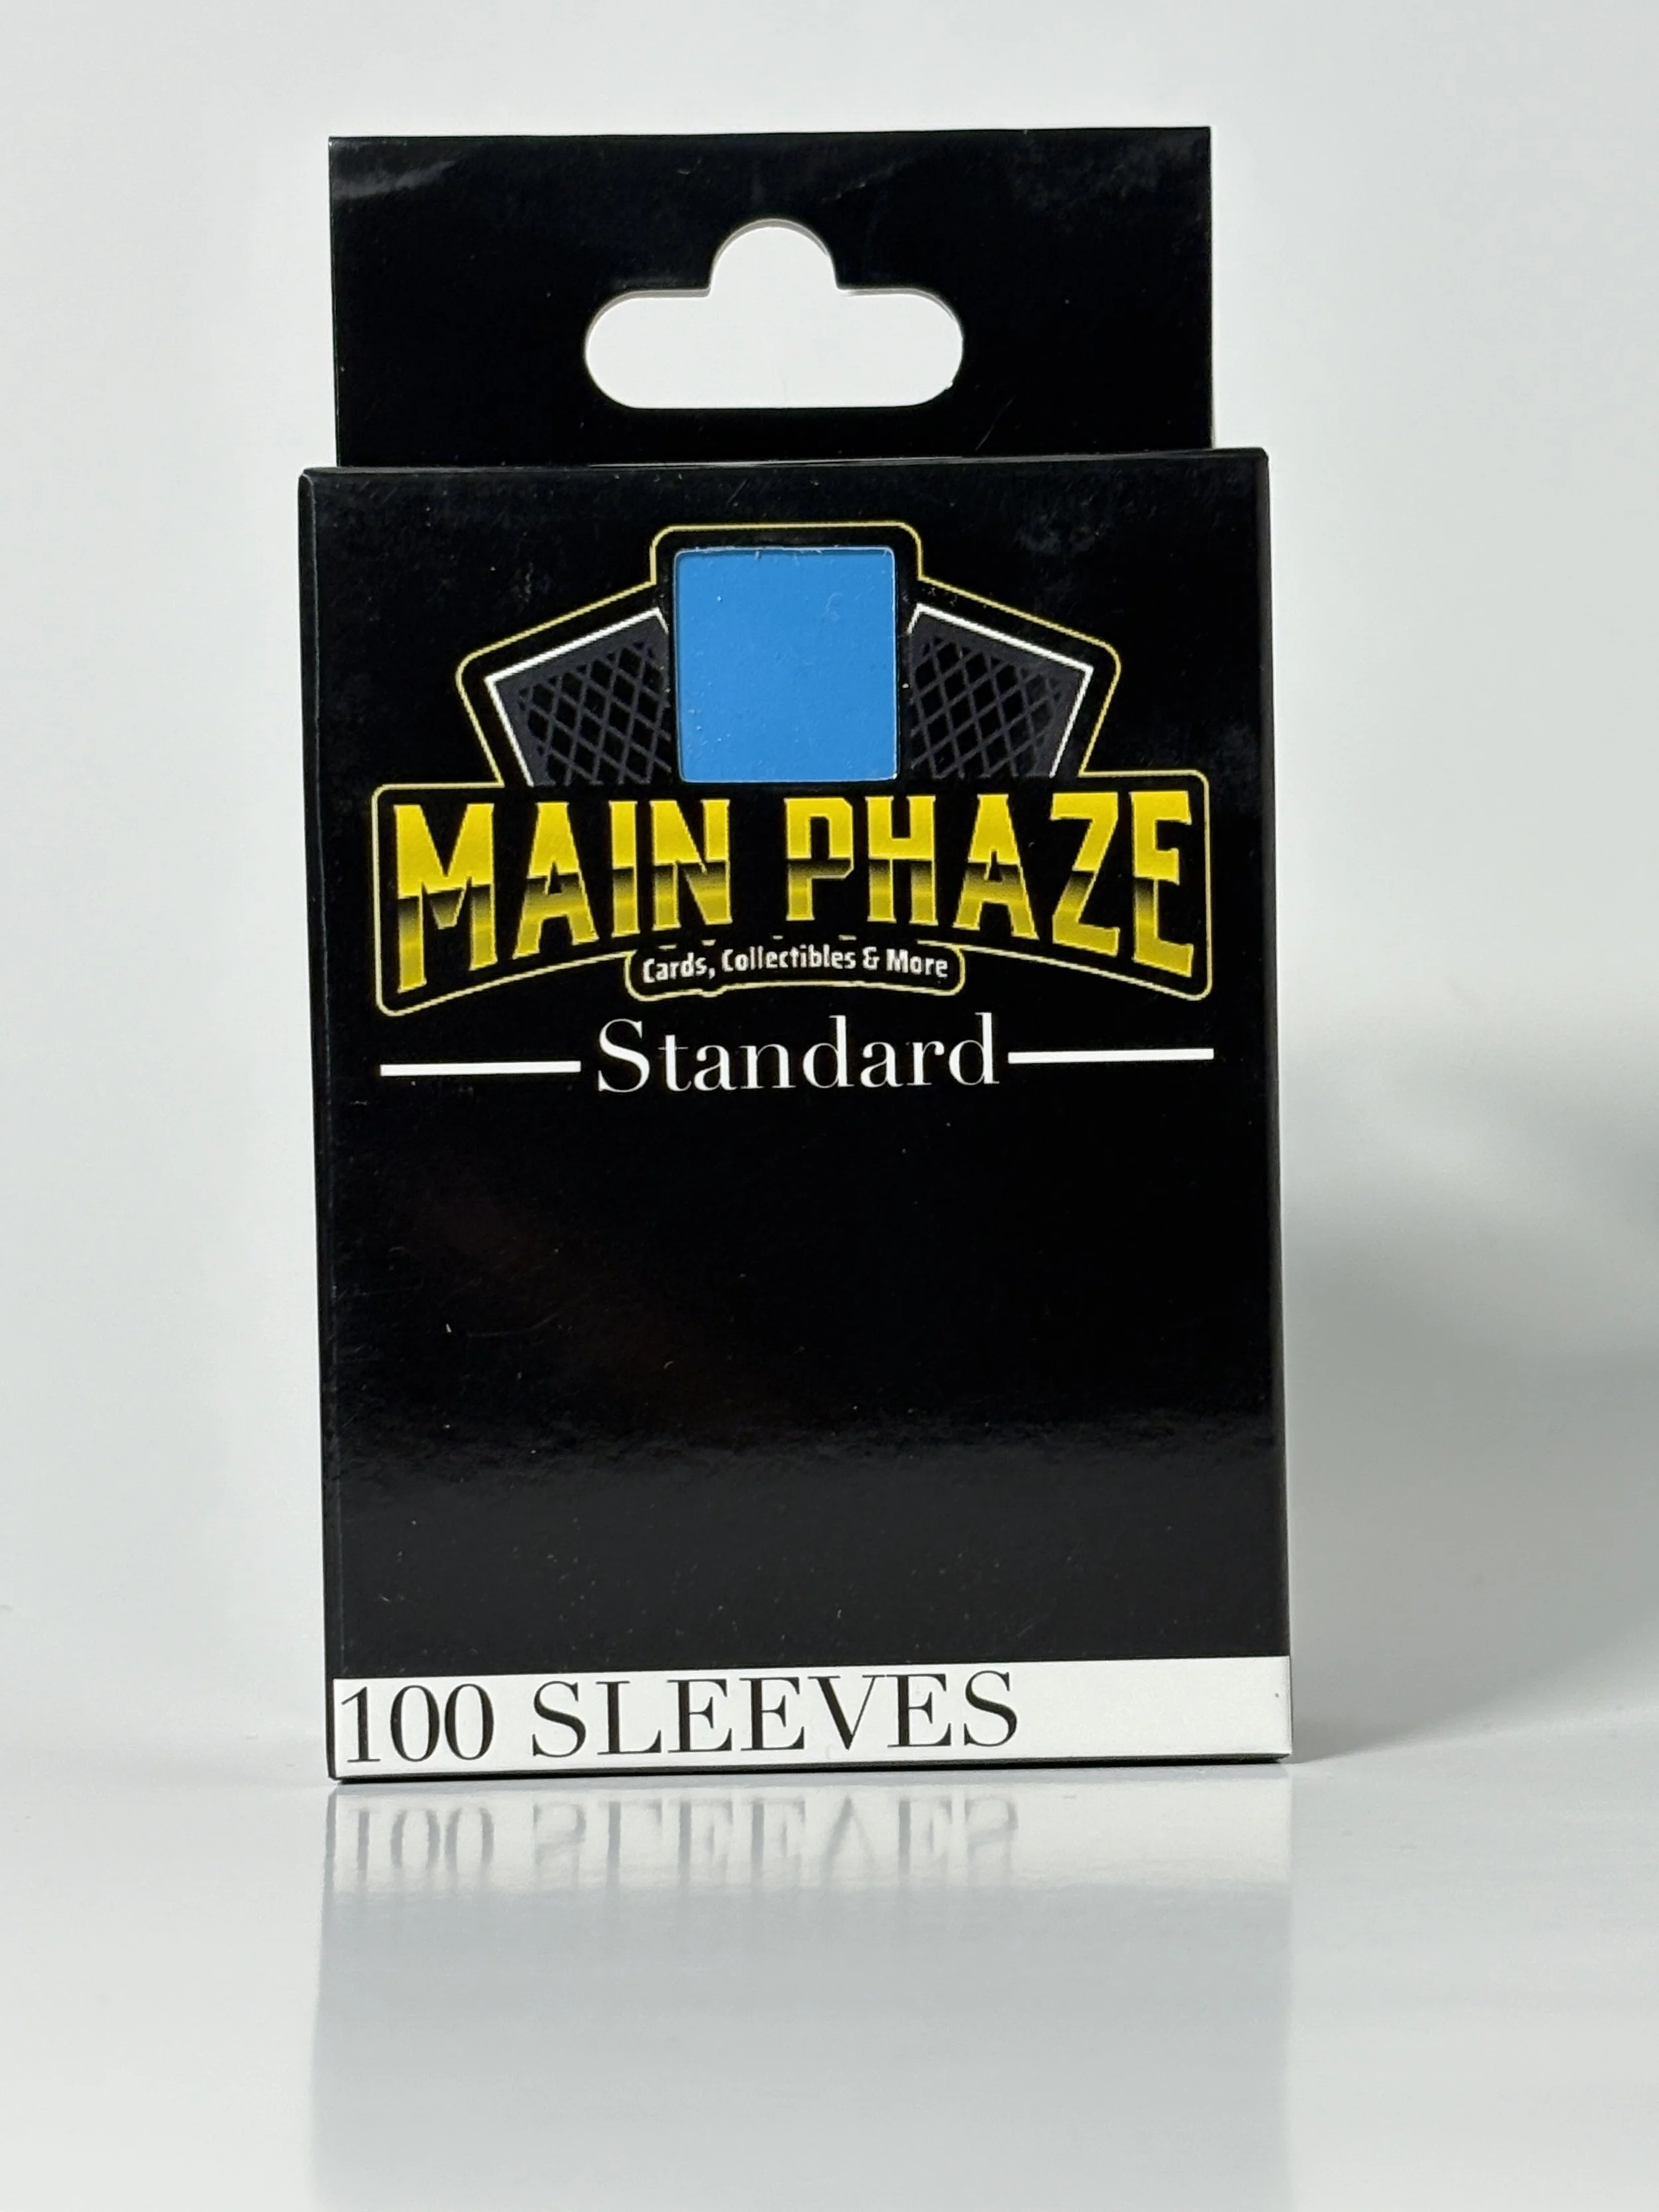 MAIN PHAZE
Cards, Collectibles & More
Standard
100 SLEEVES